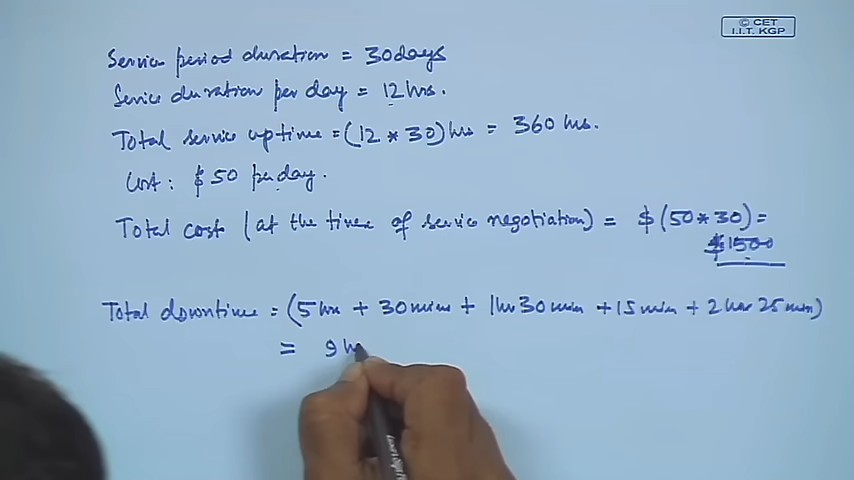 © CET
I.I.T. KGP
Service period duration = 30days
Service duration per day = 12 hrs.
Total service uptime = (12 * 30) hrs = 360 hrs.
Cost: $50 per day.
Total cost (at the time of service negotiation) = $(50*30) =
$1500
Total downtime = (5 hrs + 30 mins + 1 hr 30 min + 15 min + 2 hrs 25 min)
= 9 h